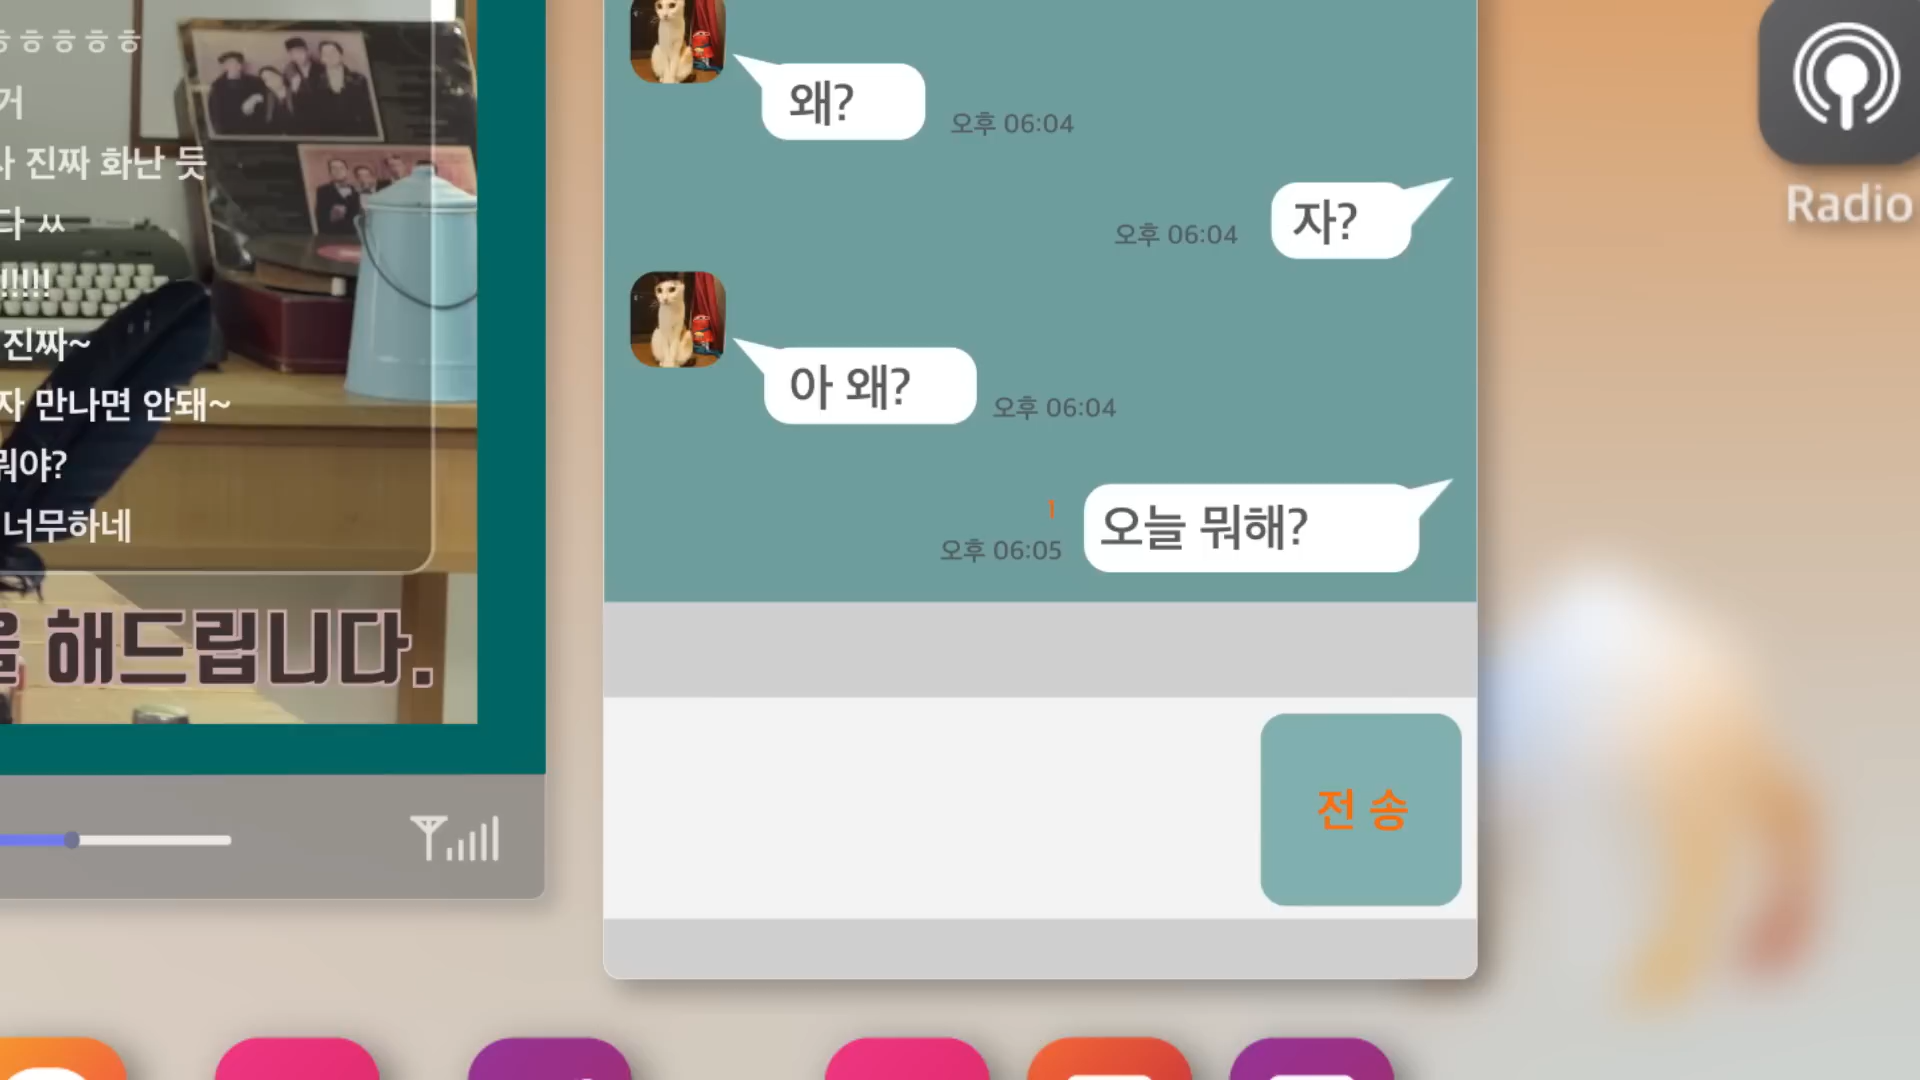 ㅎㅎㅎㅎ
거
진짜 화난 듯
다 ㅆ
!!!!!
진짜~
자 만나면 안돼~
뭐야?
너무하네
을 해드립니다.
왜?
오후 06:04
자?
오후 06:04
아 왜?
오후 06:04
1
오늘 뭐해?
오후 06:05
전 송
Radio